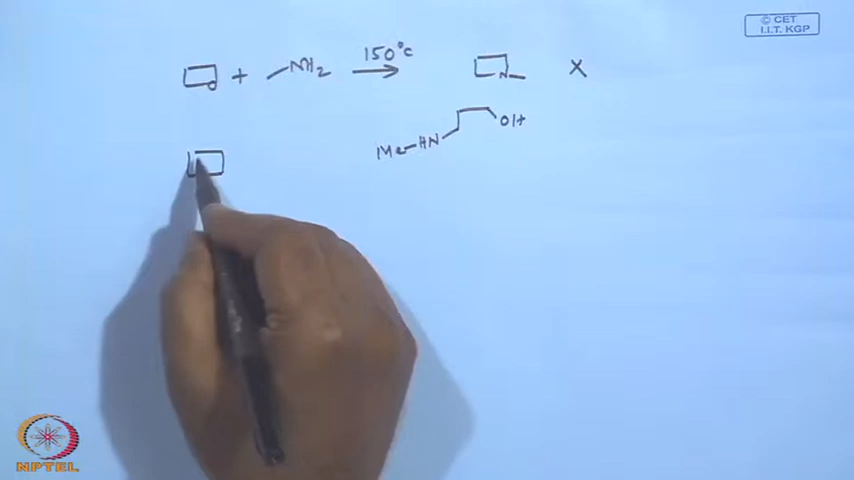 © CET
I.I.T. KGP
O + NH2 150°C N X
Me-HN OH
NPTEL